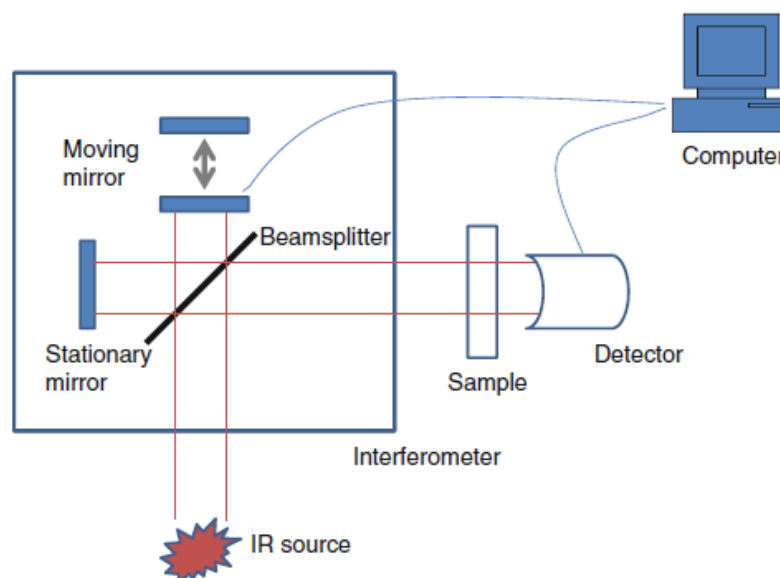 Moving
mirror
Computer
Beamsplitter
Stationary
mirror
Sample
Detector
Interferometer
IR source